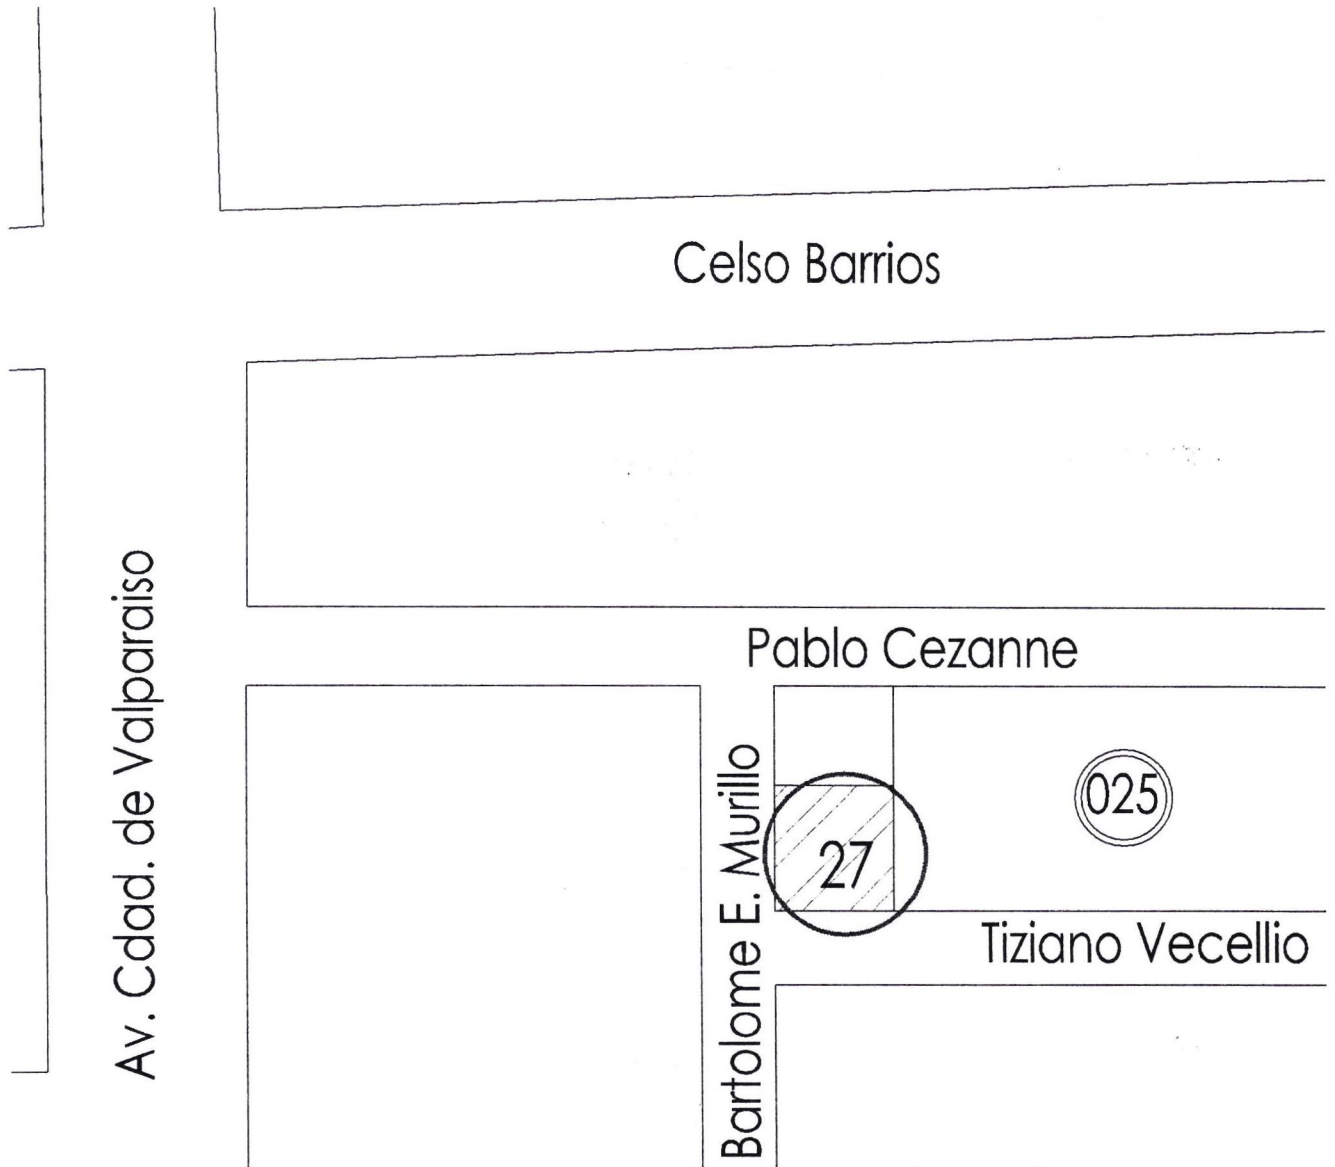 Celso Barrios
Av. Cdad. de Valparaiso
Pablo Cezanne
Bartolome E. Murillo
025
27
Tiziano Vecellio